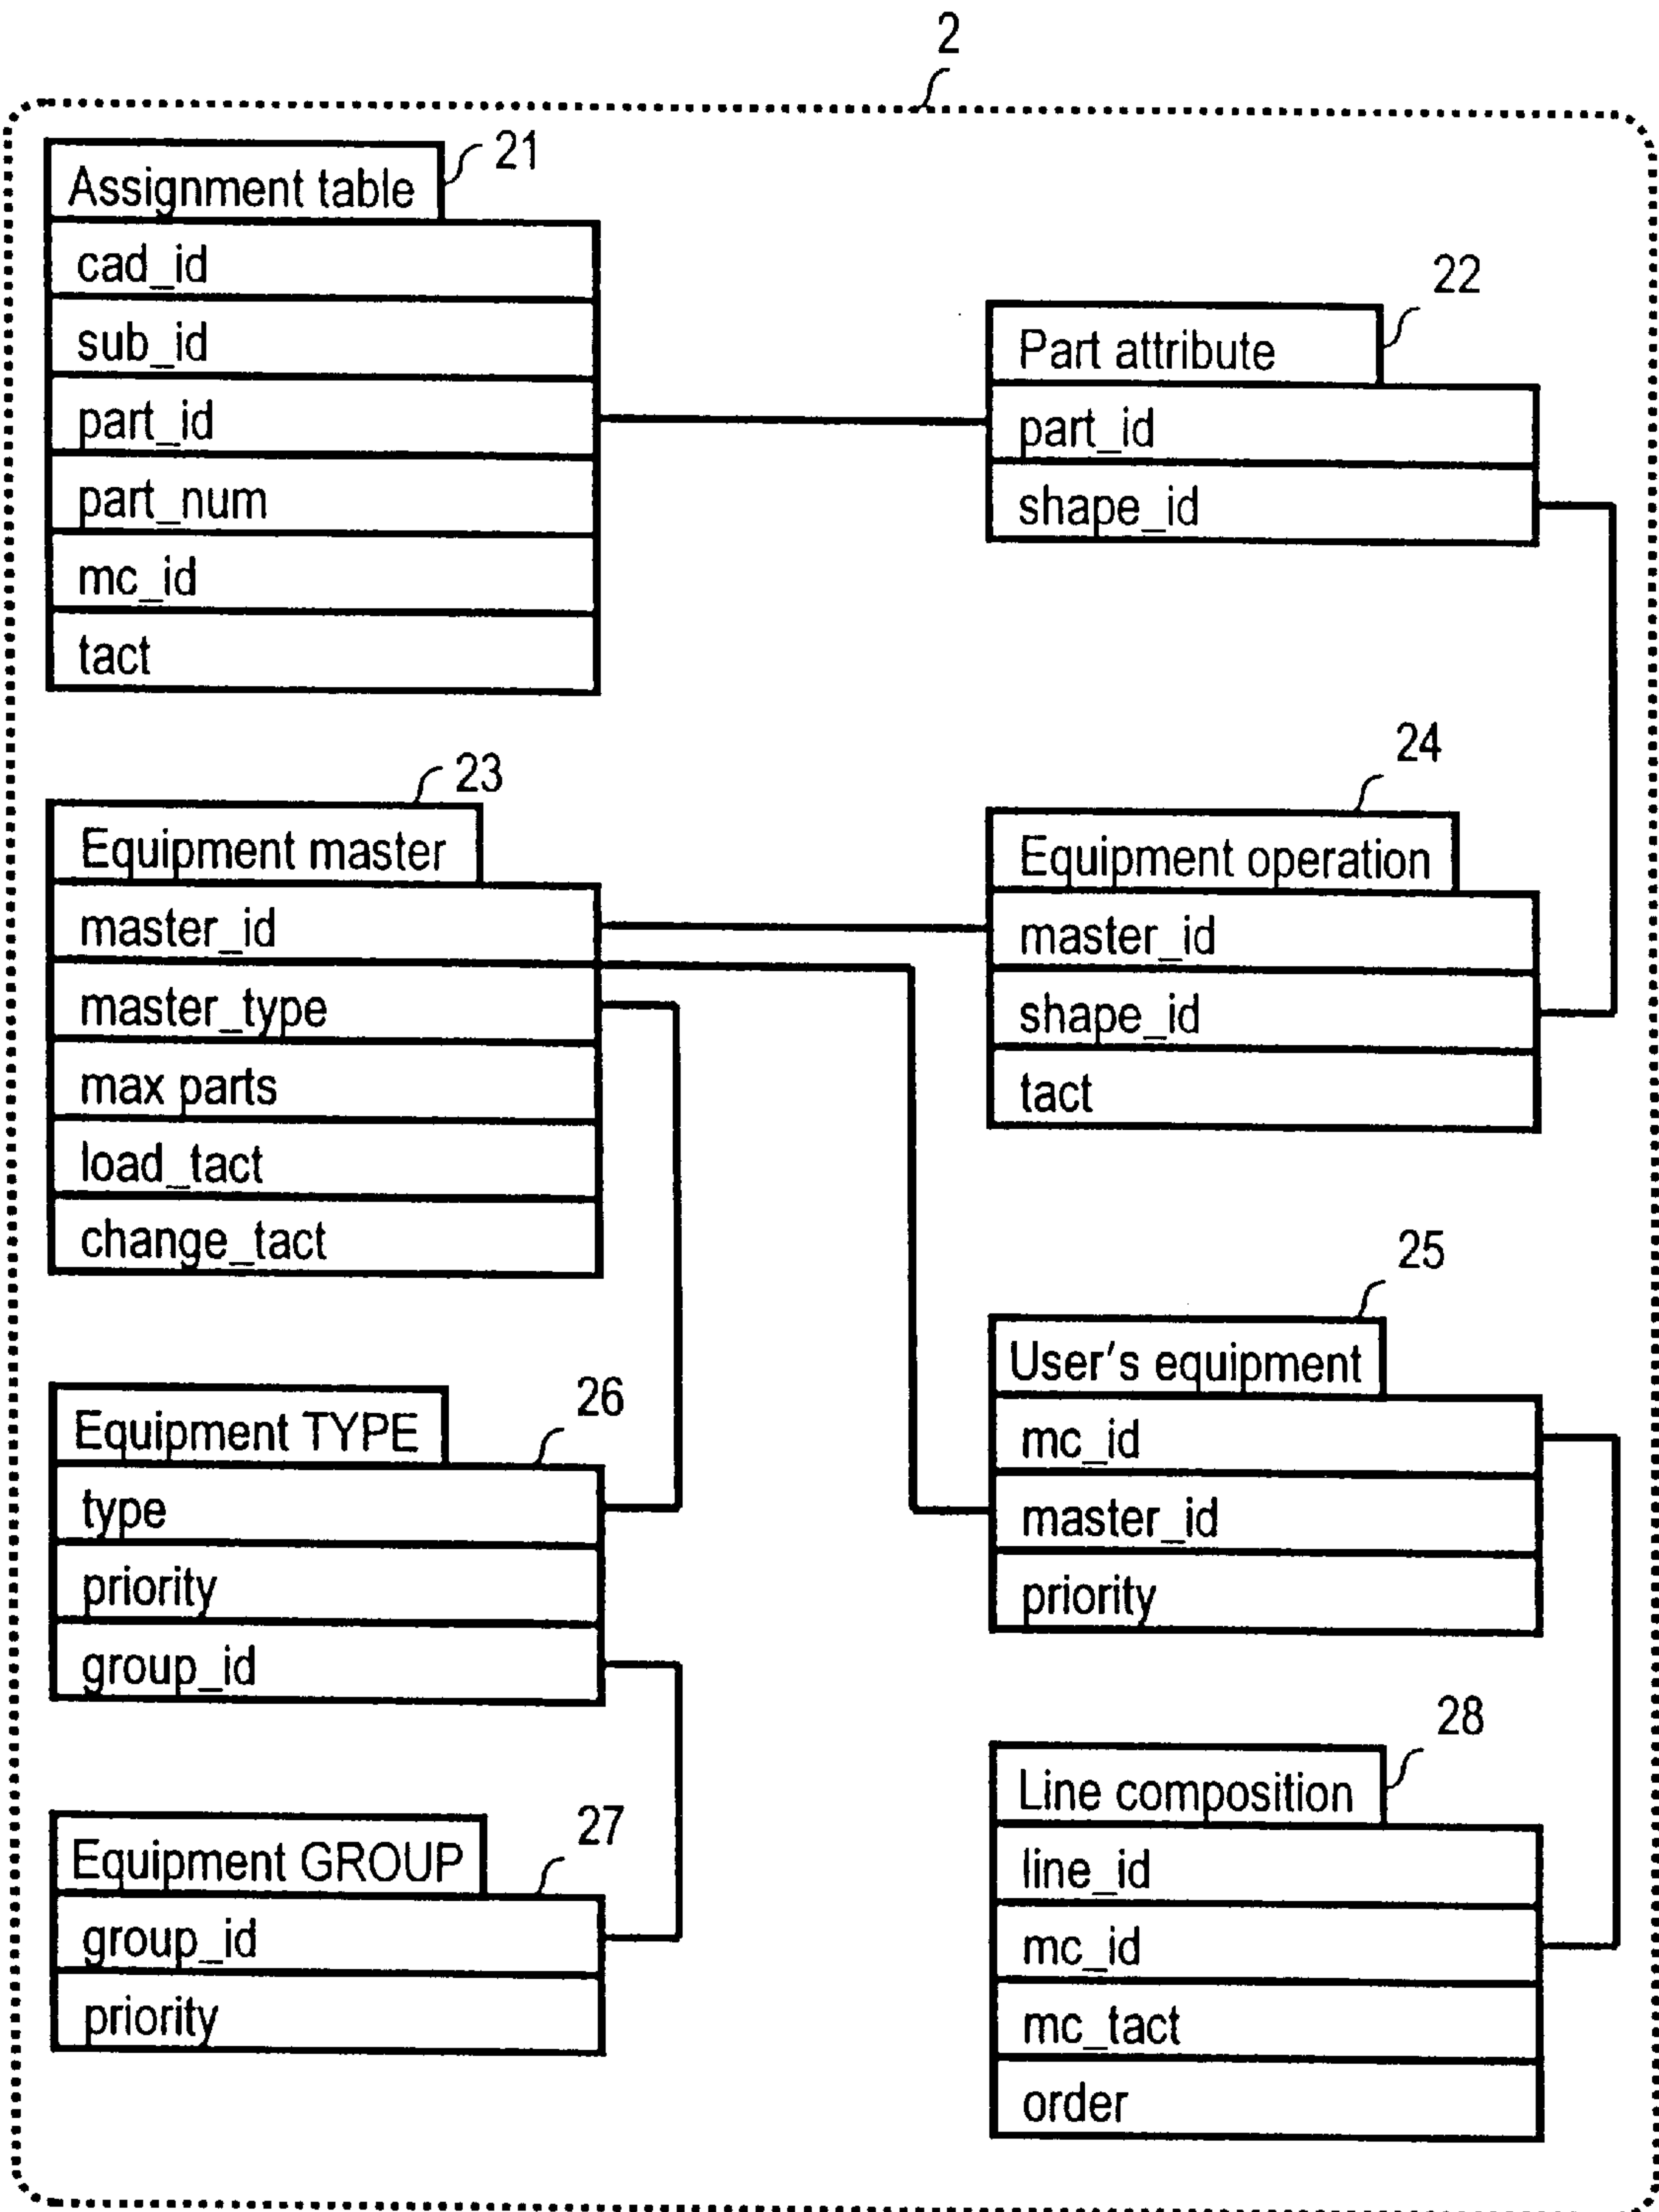 2
21
Assignment table
cad_id
sub_id
part_id
part_num
mc_id
tact
22
Part attribute
part_id
shape_id
23
Equipment master
master_id
master_type
max parts
load_tact
change_tact
24
Equipment operation
master_id
shape_id
tact
25
User's equipment
mc_id
master_id
priority
26
Equipment TYPE
type
priority
group_id
27
Equipment GROUP
group_id
priority
28
Line composition
line_id
mc_id
mc_tact
order